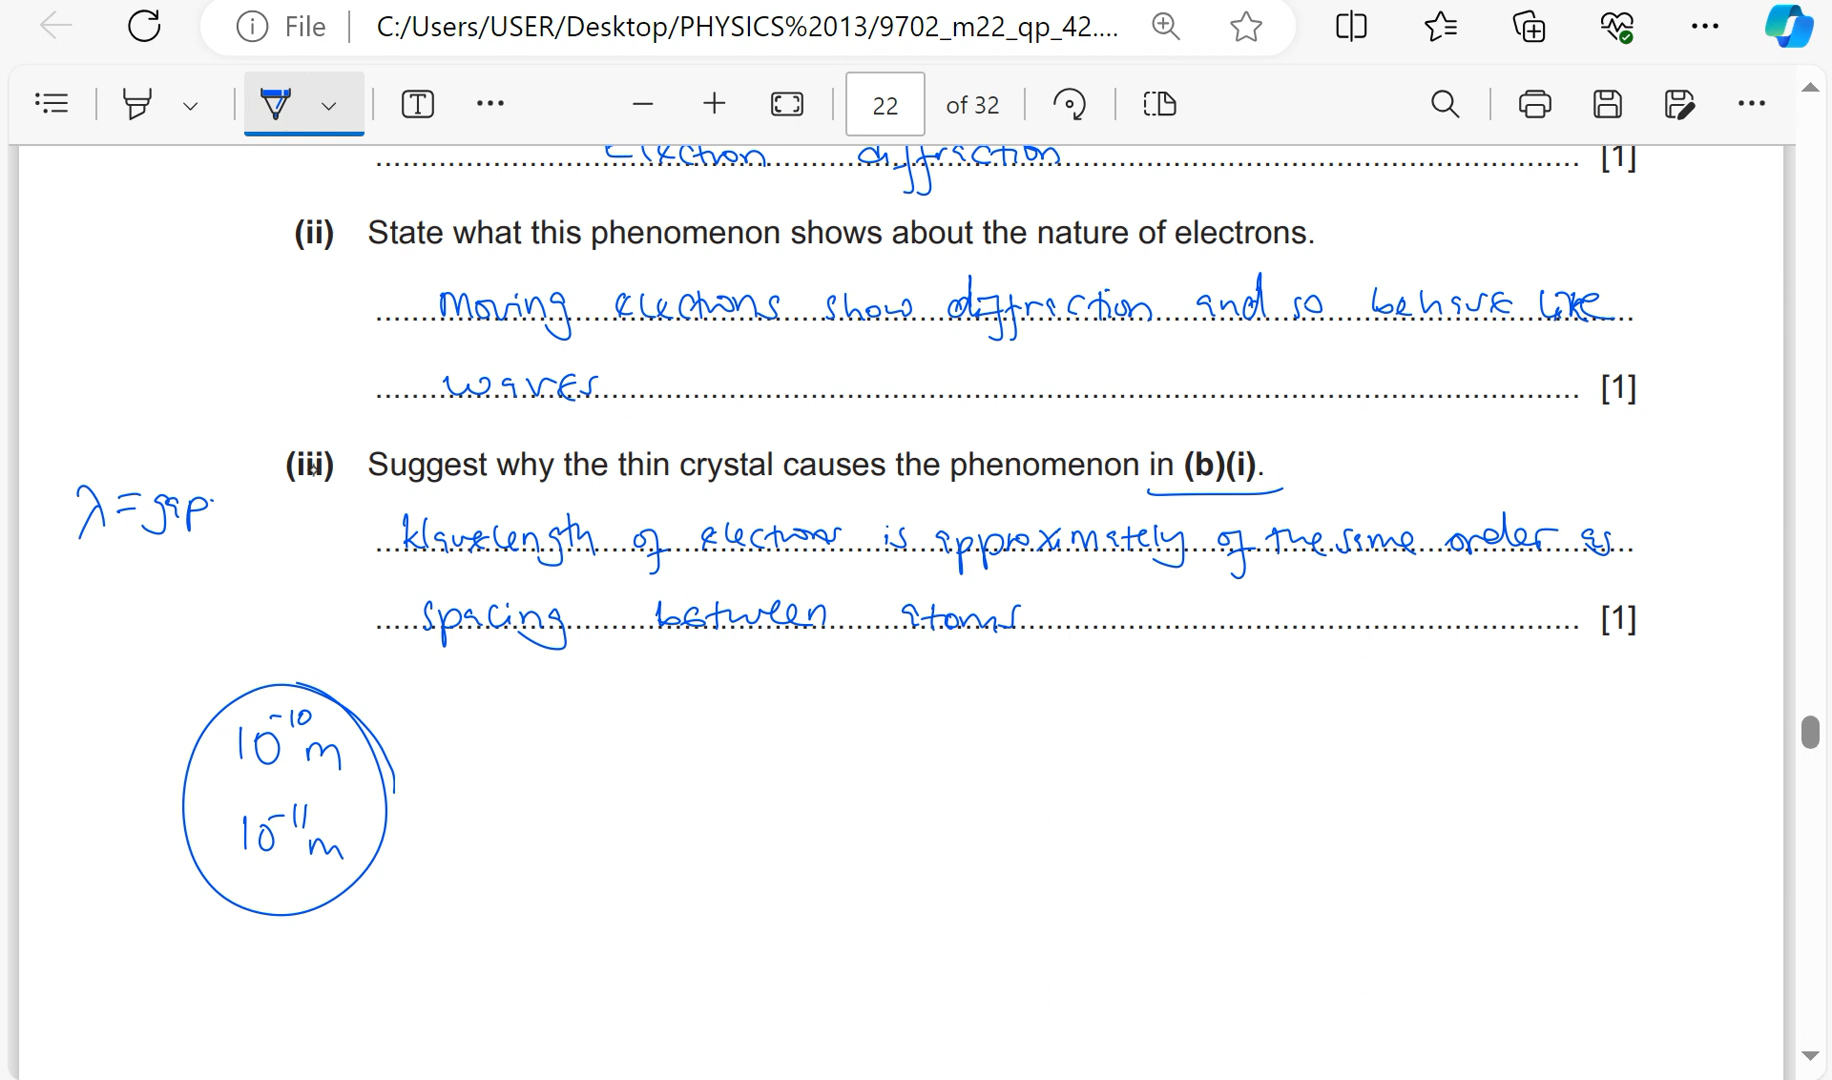 File C:/Users/USER/Desktop/PHYSICS%2013/9702_m22_qp_42....
22 of 32
Electron diffraction [1]
(ii) State what this phenomenon shows about the nature of electrons.
Moving electrons show diffraction and so behave like
waves [1]
(iii) Suggest why the thin crystal causes the phenomenon in (b)(i).
λ = gap
Wavelength of electrons is approximately of the same order as
spacing between atoms [1]
10⁻¹⁰ m
10⁻¹¹ m